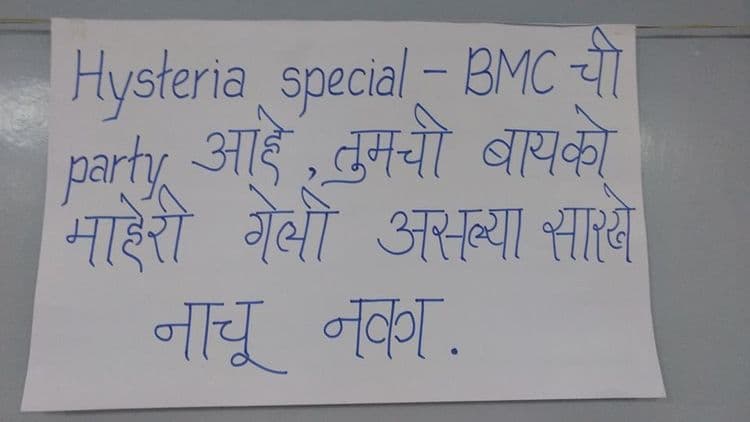 Hysteria special - BMC ची
party आहे, तुमची बायको
माहेरी गेली असल्या सारखे
नाचू नका.